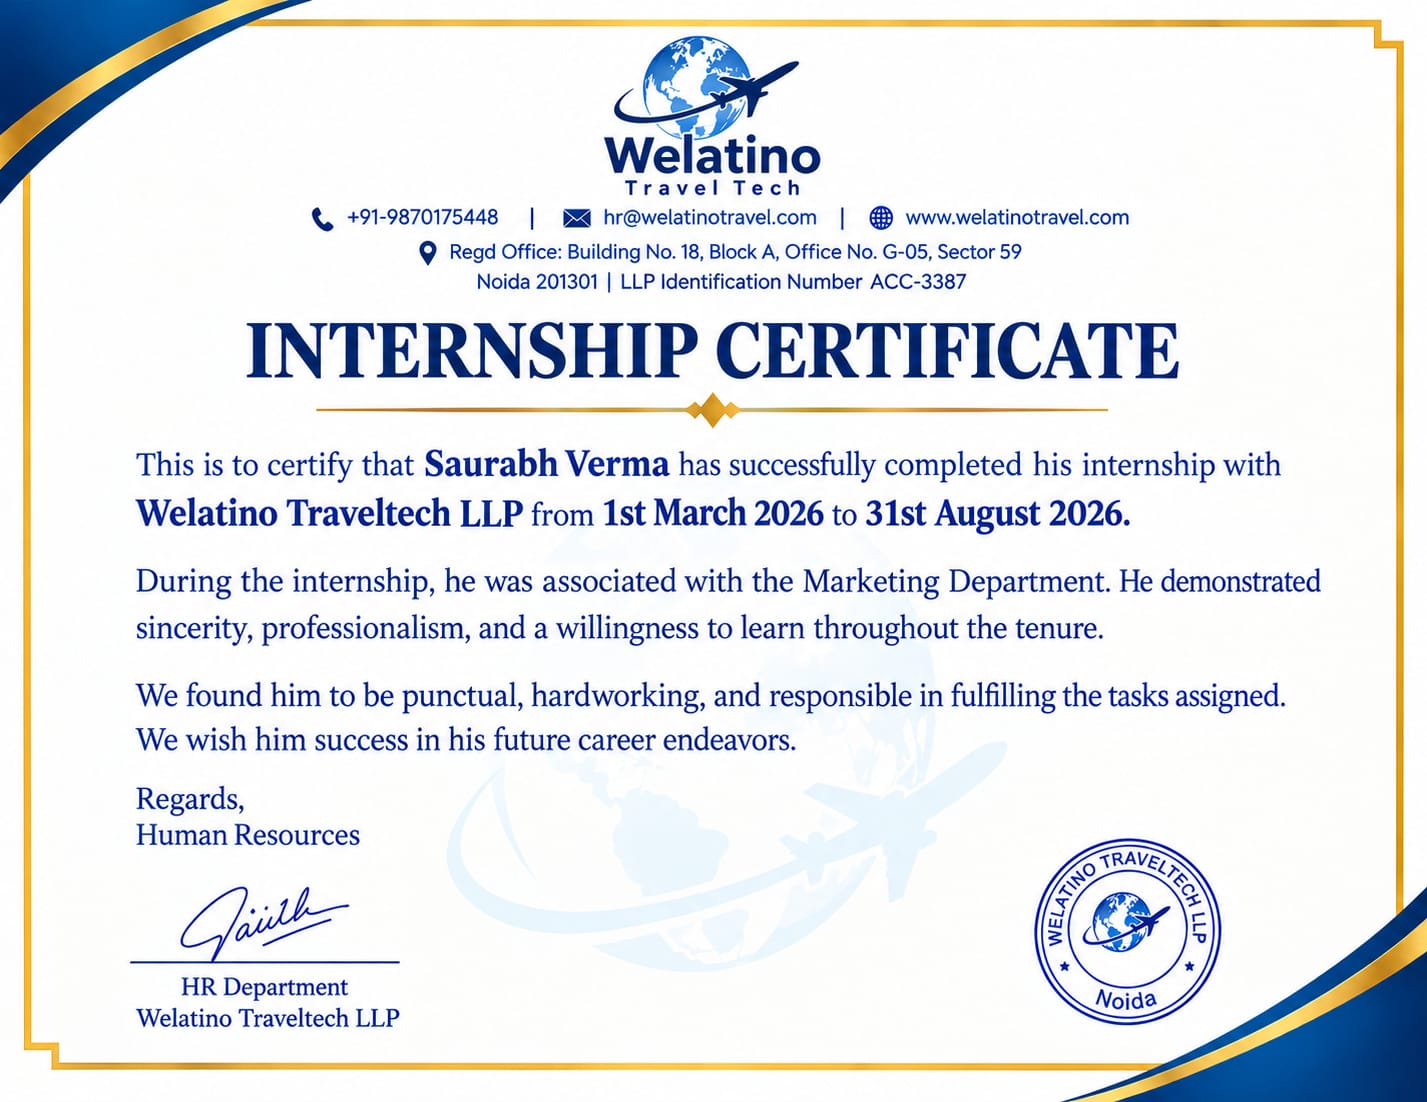 Welatino
Travel Tech
+91-9870175448 | hr@welatinotravel.com | www.welatinotravel.com
Regd Office: Building No. 18, Block A, Office No. G-05, Sector 59
Noida 201301 | LLP Identification Number ACC-3387
INTERNSHIP CERTIFICATE
This is to certify that Saurabh Verma has successfully completed his internship with
Welatino Traveltech LLP from 1st March 2026 to 31st August 2026.
During the internship, he was associated with the Marketing Department. He demonstrated
sincerity, professionalism, and a willingness to learn throughout the tenure.
We found him to be punctual, hardworking, and responsible in fulfilling the tasks assigned.
We wish him success in his future career endeavors.
Regards,
Human Resources
HR Department
Welatino Traveltech LLP
WELATINO TRAVELTECH LLP
Noida